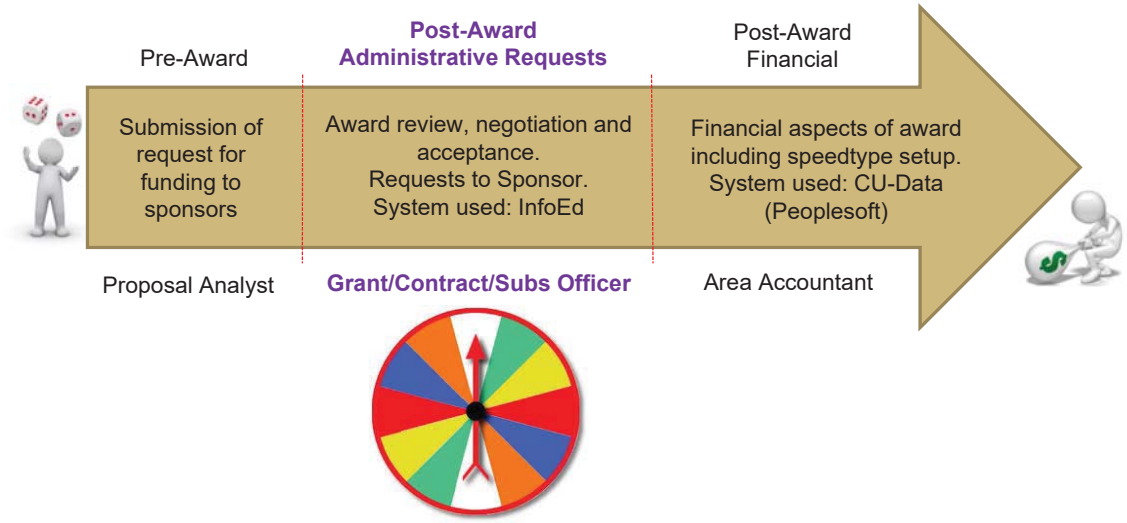 Pre-Award
Post-Award
Administrative Requests
Post-Award
Financial
Submission of
request for
funding to
sponsors
Award review, negotiation and
acceptance.
Requests to Sponsor.
System used: InfoEd
Financial aspects of award
including speedtype setup.
System used: CU-Data
(Peoplesoft)
$
Proposal Analyst
Grant/Contract/Subs Officer
Area Accountant